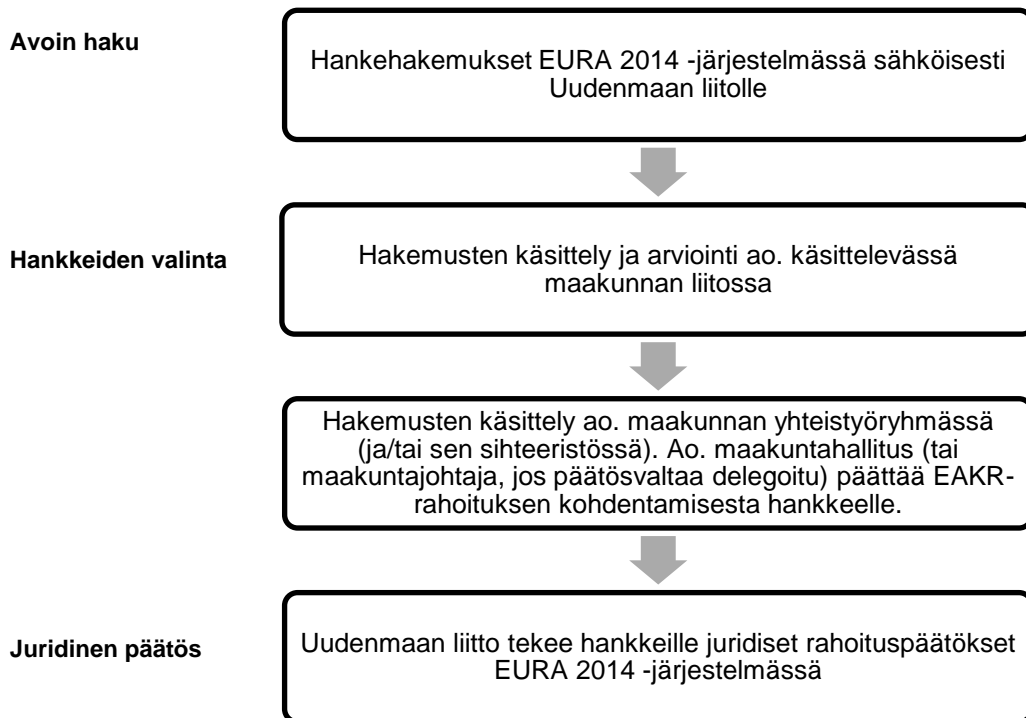 Avoin haku
Hankehakemukset EURA 2014 -järjestelmässä sähköisesti
Uudenmaan liitolle
Hankkeiden valinta
Hakemusten käsittely ja arviointi ao. käsittelevässä
maakunnan liitossa
Hakemusten käsittely ao. maakunnan yhteistyöryhmässä
(ja/tai sen sihteeristössä). Ao. maakuntahallitus (tai
maakuntajohtaja, jos päätösvaltaa delegoitu) päättää EAKR-
rahoituksen kohdentamisesta hankkeelle.
Juridinen päätös
Uudenmaan liitto tekee hankkeille juridiset rahoituspäätökset
EURA 2014 -järjestelmässä